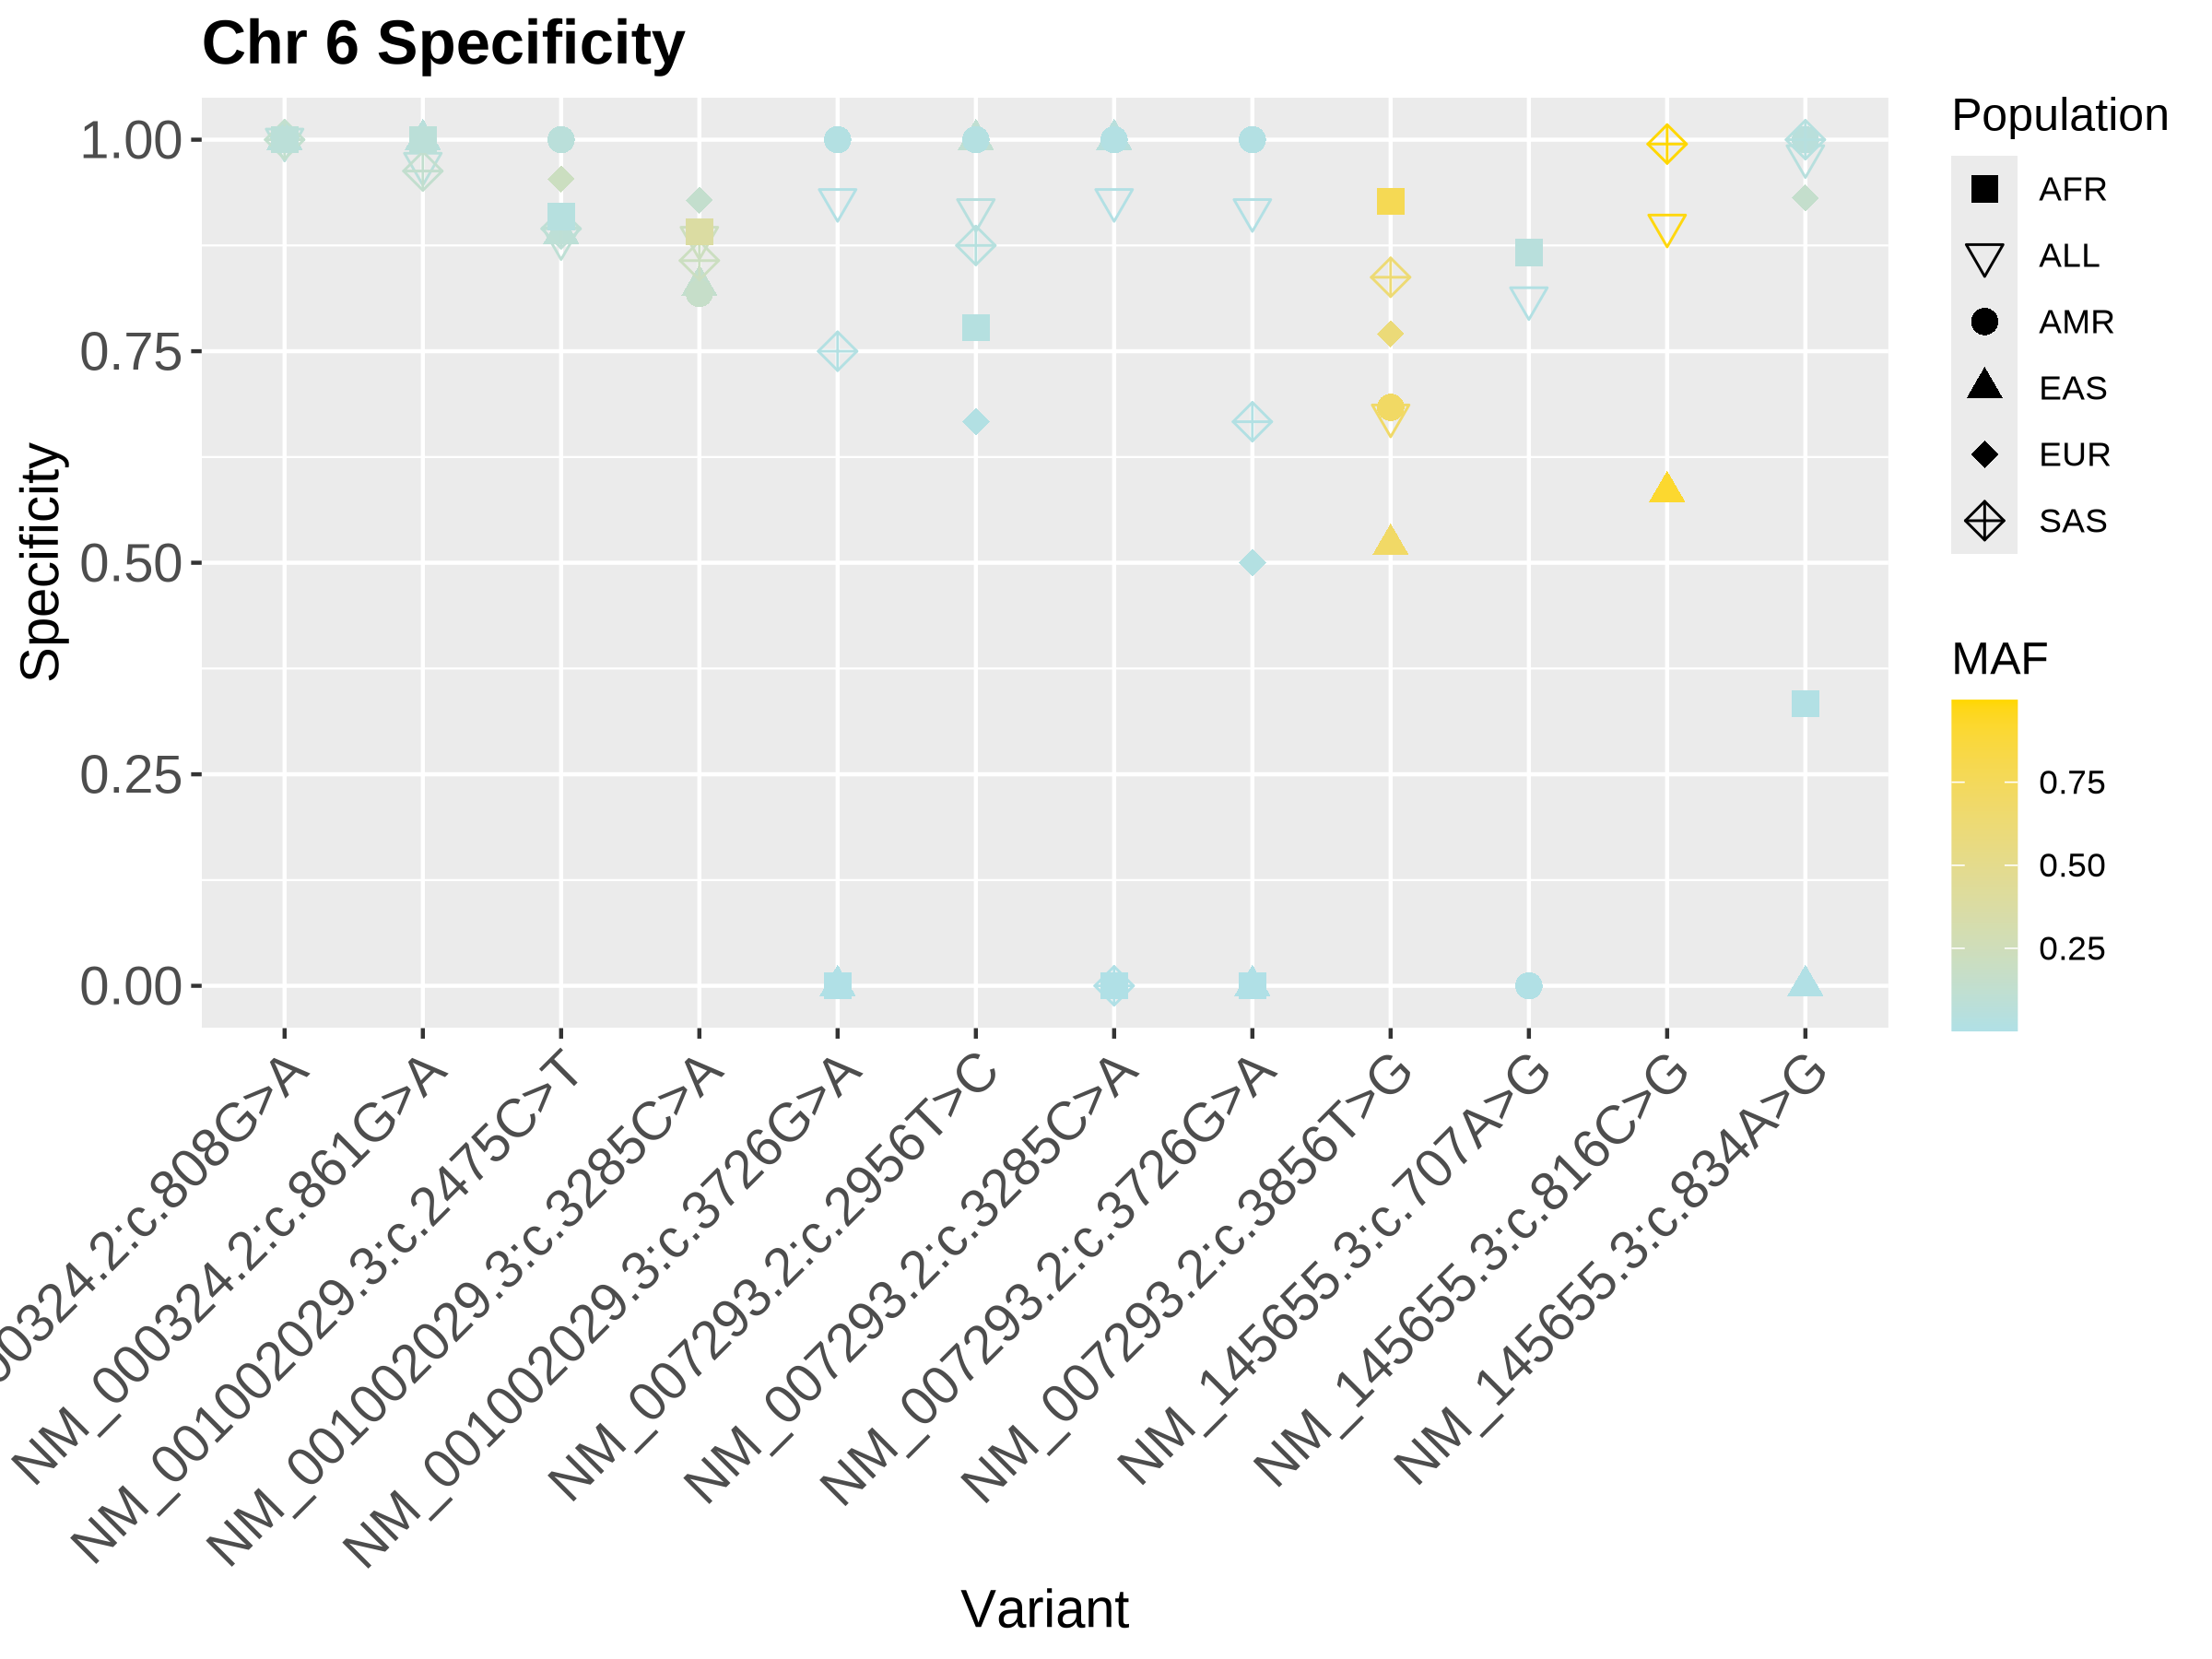 Chr 6 Specificity
Specificity
1.00
0.75
0.50
0.25
0.00
00324.2:c.808G>A
NM_000324.2:c.861G>A
NM_001002029.3:c.2475C>T
NM_001002029.3:c.3285C>A
NM_001002029.3:c.3726G>A
NM_007293.2:c.2956T>C
NM_007293.2:c.3285C>A
NM_007293.2:c.3726G>A
NM_007293.2:c.3856T>G
NM_145655.3:c.707A>G
NM_145655.3:c.816C>G
NM_145655.3:c.834A>G
Variant
Population
AFR
ALL
AMR
EAS
EUR
SAS
MAF
0.75
0.50
0.25